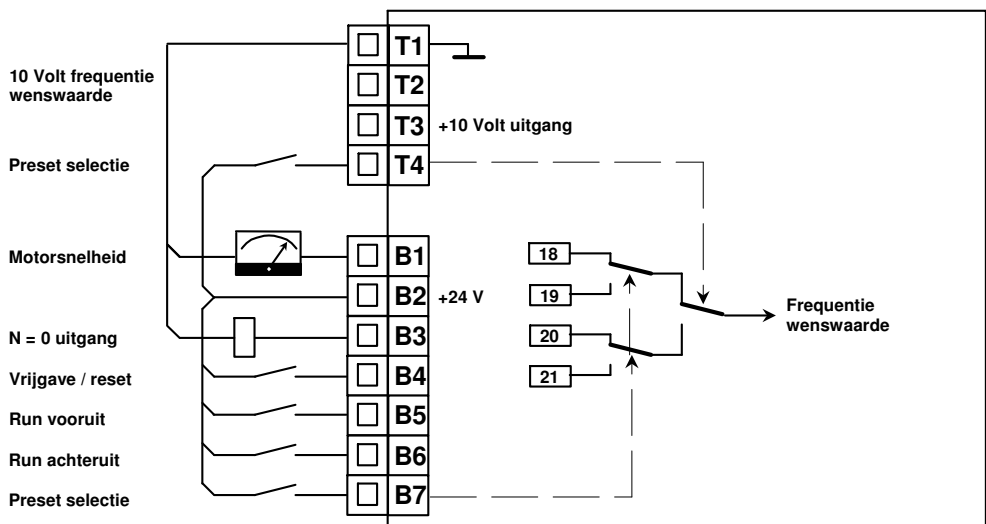 T1
10 Volt frequentie
wenswaarde
T2
T3 +10 Volt uitgang
Preset selectie
T4
Motorsnelheid
B1
18
B2 +24 V
19
Frequentie
wenswaarde
N = 0 uitgang
B3
20
Vrijgave / reset
B4
21
Run vooruit
B5
Run achteruit
B6
Preset selectie
B7